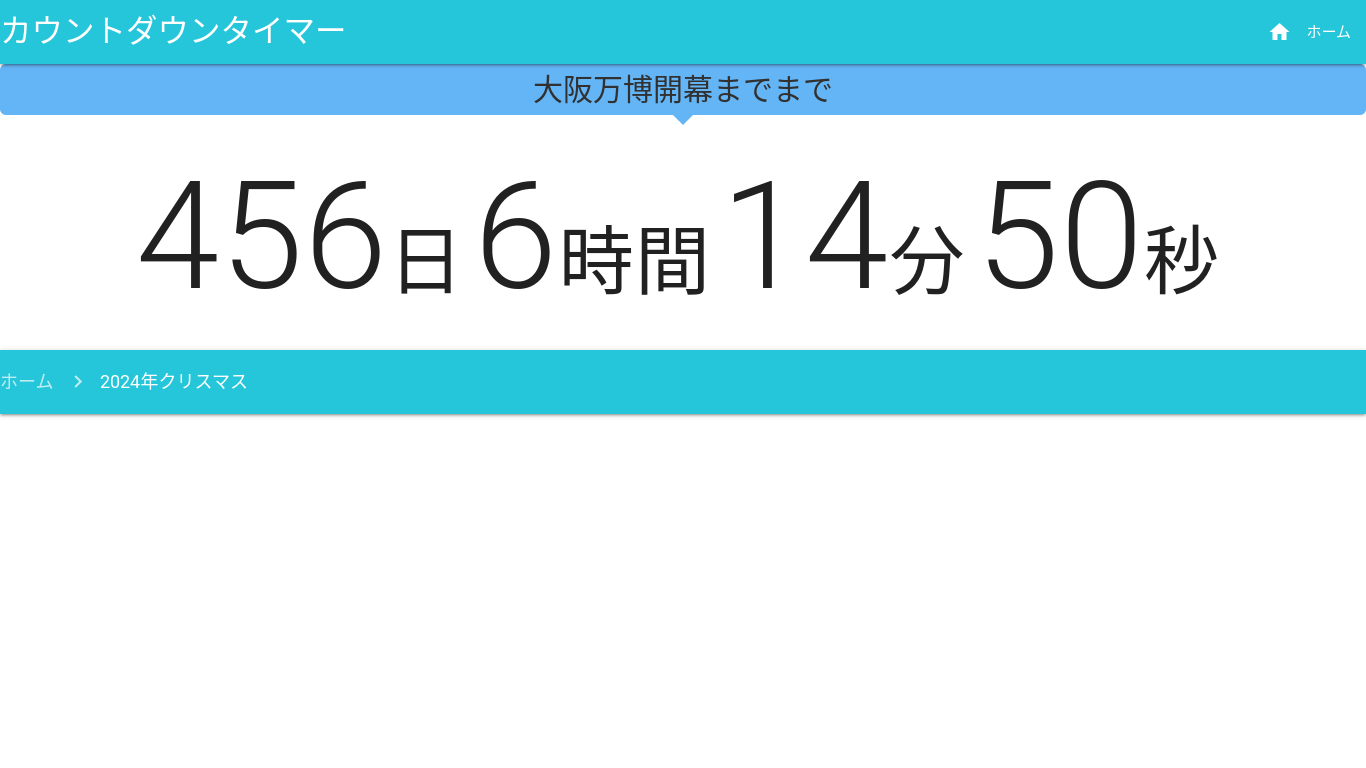 カウントダウンタイマー
ホーム
大阪万博開幕までまで
456日 6時間 14分 50秒
ホーム 2024年クリスマス